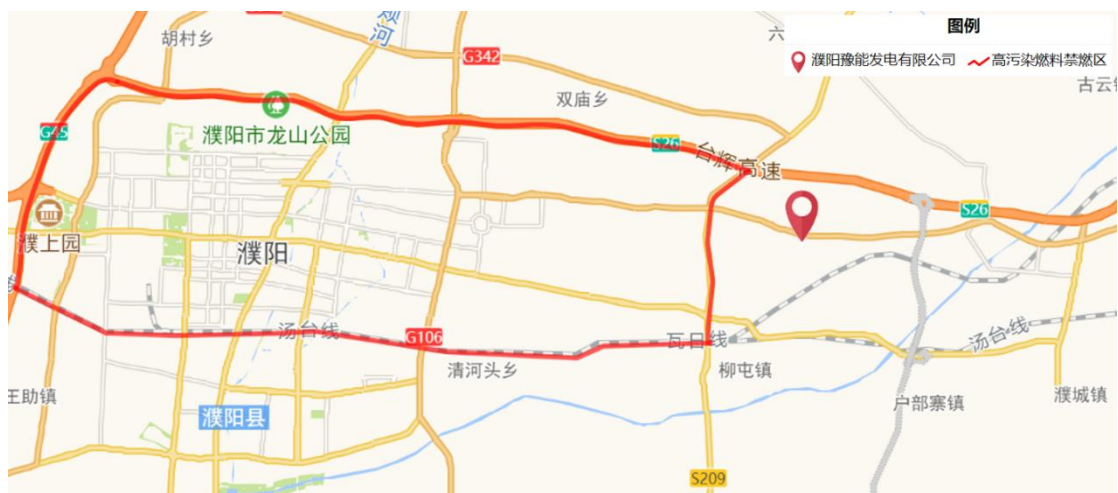 图例
濮阳豫能发电有限公司
高污染燃料禁燃区
胡村乡
G342
双庙乡
G45
濮阳市龙山公园
S26
台辉高速
S26
濮上园
濮阳
汤台线
G106
瓦日线
清河头乡
柳屯镇
汤台线
王助镇
濮阳县
户部寨镇
濮城镇
S209